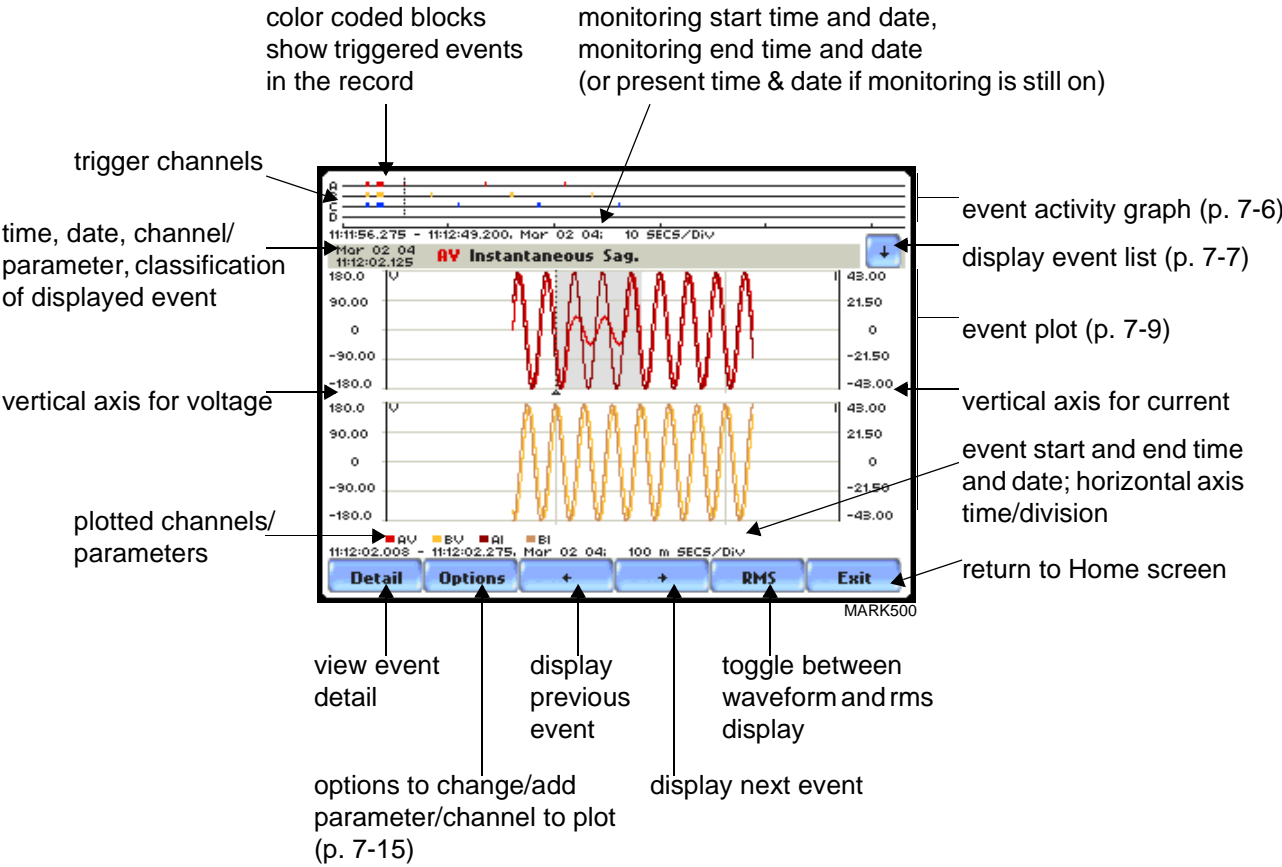 color coded blocks
show triggered events
in the record
monitoring start time and date,
monitoring end time and date
(or present time & date if monitoring is still on)
trigger channels
time, date, channel/
parameter, classification
of displayed event
vertical axis for voltage
plotted channels/
parameters
A
B
C
D
11:11:56.275 - 11:12:49.200, Mar 02 04; 10 SECS/Div
Mar 02 04
11:12:02.125
AV Instantaneous Sag.
↓
180.0
90.00
0
-90.00
-180.0
V
I
43.00
21.50
0
-21.50
-43.00
180.0
90.00
0
-90.00
-180.0
V
I
43.00
21.50
0
-21.50
-43.00
AV BV AI BI
11:12:02.008 - 11:12:02.275, Mar 02 04; 100 m SECS/Div
Detail Options ← → RMS Exit
MARK500
event activity graph (p. 7-6)
display event list (p. 7-7)
event plot (p. 7-9)
vertical axis for current
event start and end time
and date; horizontal axis
time/division
return to Home screen
view event
detail
display
previous
event
toggle between
waveform and rms
display
options to change/add
parameter/channel to plot
(p. 7-15)
display next event